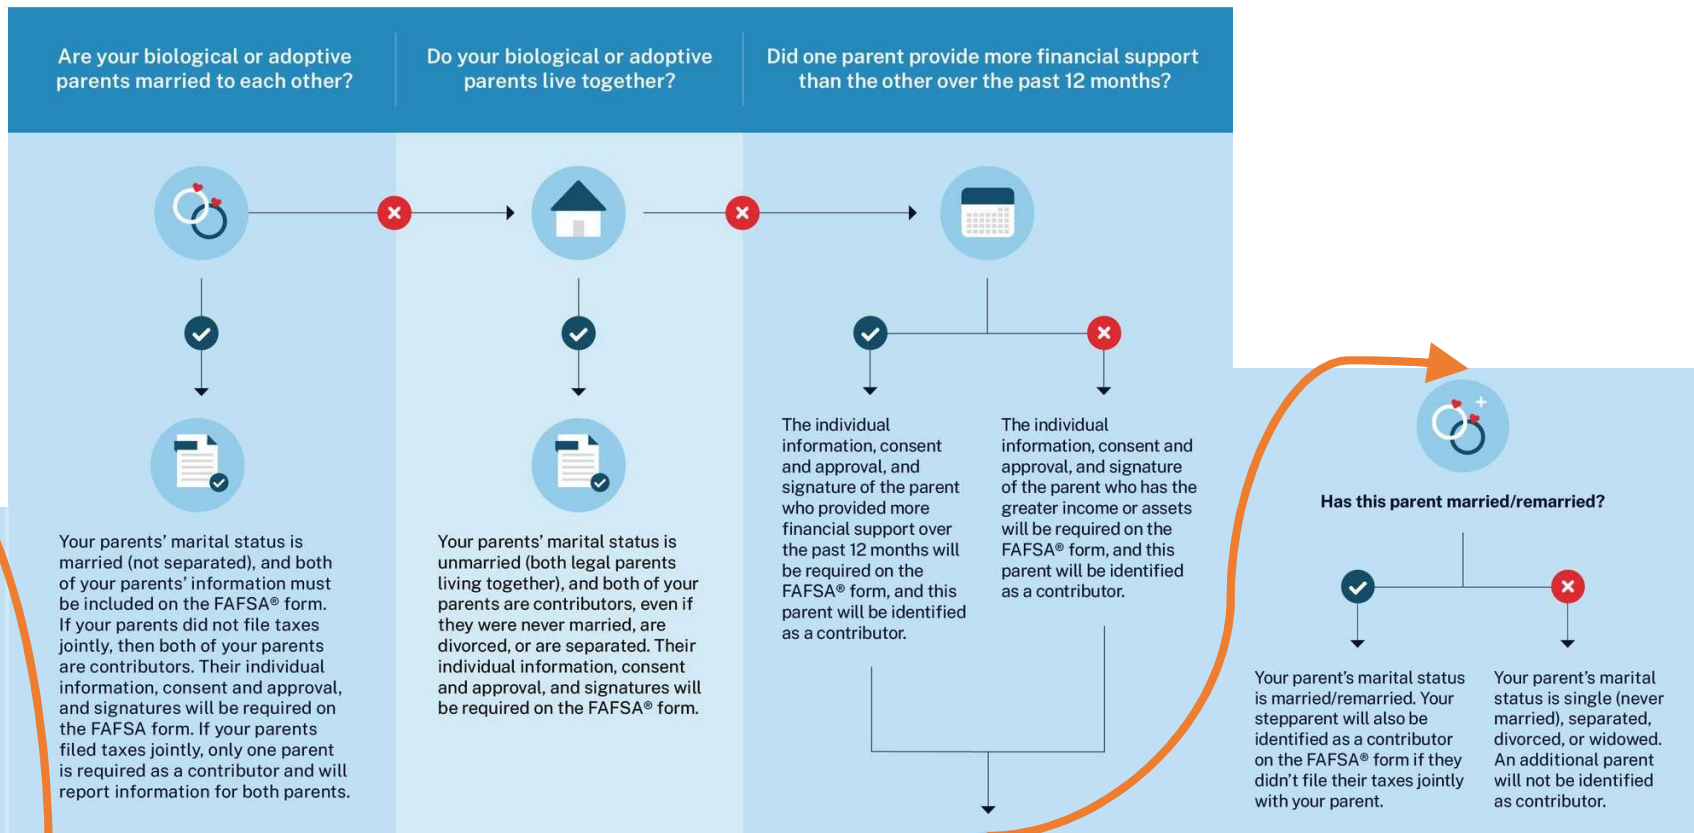 Are your biological or adoptive
parents married to each other?
Do your biological or adoptive
parents live together?
Did one parent provide more financial support
than the other over the past 12 months?
Your parents’ marital status is
married (not separated), and both
of your parents’ information must
be included on the FAFSA® form.
If your parents did not file taxes
jointly, then both of your parents
are contributors. Their individual
information, consent and approval,
and signatures will be required on
the FAFSA form. If your parents
filed taxes jointly, only one parent
is required as a contributor and will
report information for both parents.
Your parents’ marital status is
unmarried (both legal parents
living together), and both of your
parents are contributors, even if
they were never married, are
divorced, or are separated. Their
individual information, consent
and approval, and signatures will
be required on the FAFSA® form.
The individual
information, consent
and approval, and
signature of the parent
who provided more
financial support over
the past 12 months will
be required on the
FAFSA® form, and this
parent will be identified
as a contributor.
The individual
information, consent and
approval, and signature
of the parent who has the
greater income or assets
will be required on the
FAFSA® form, and this
parent will be identified
as a contributor.
Has this parent married/remarried?
Your parent’s marital status
is married/remarried. Your
stepparent will also be
identified as a contributor
on the FAFSA® form if they
didn’t file their taxes jointly
with your parent.
Your parent’s marital
status is single (never
married), separated,
divorced, or widowed.
An additional parent
will not be identified
as contributor.